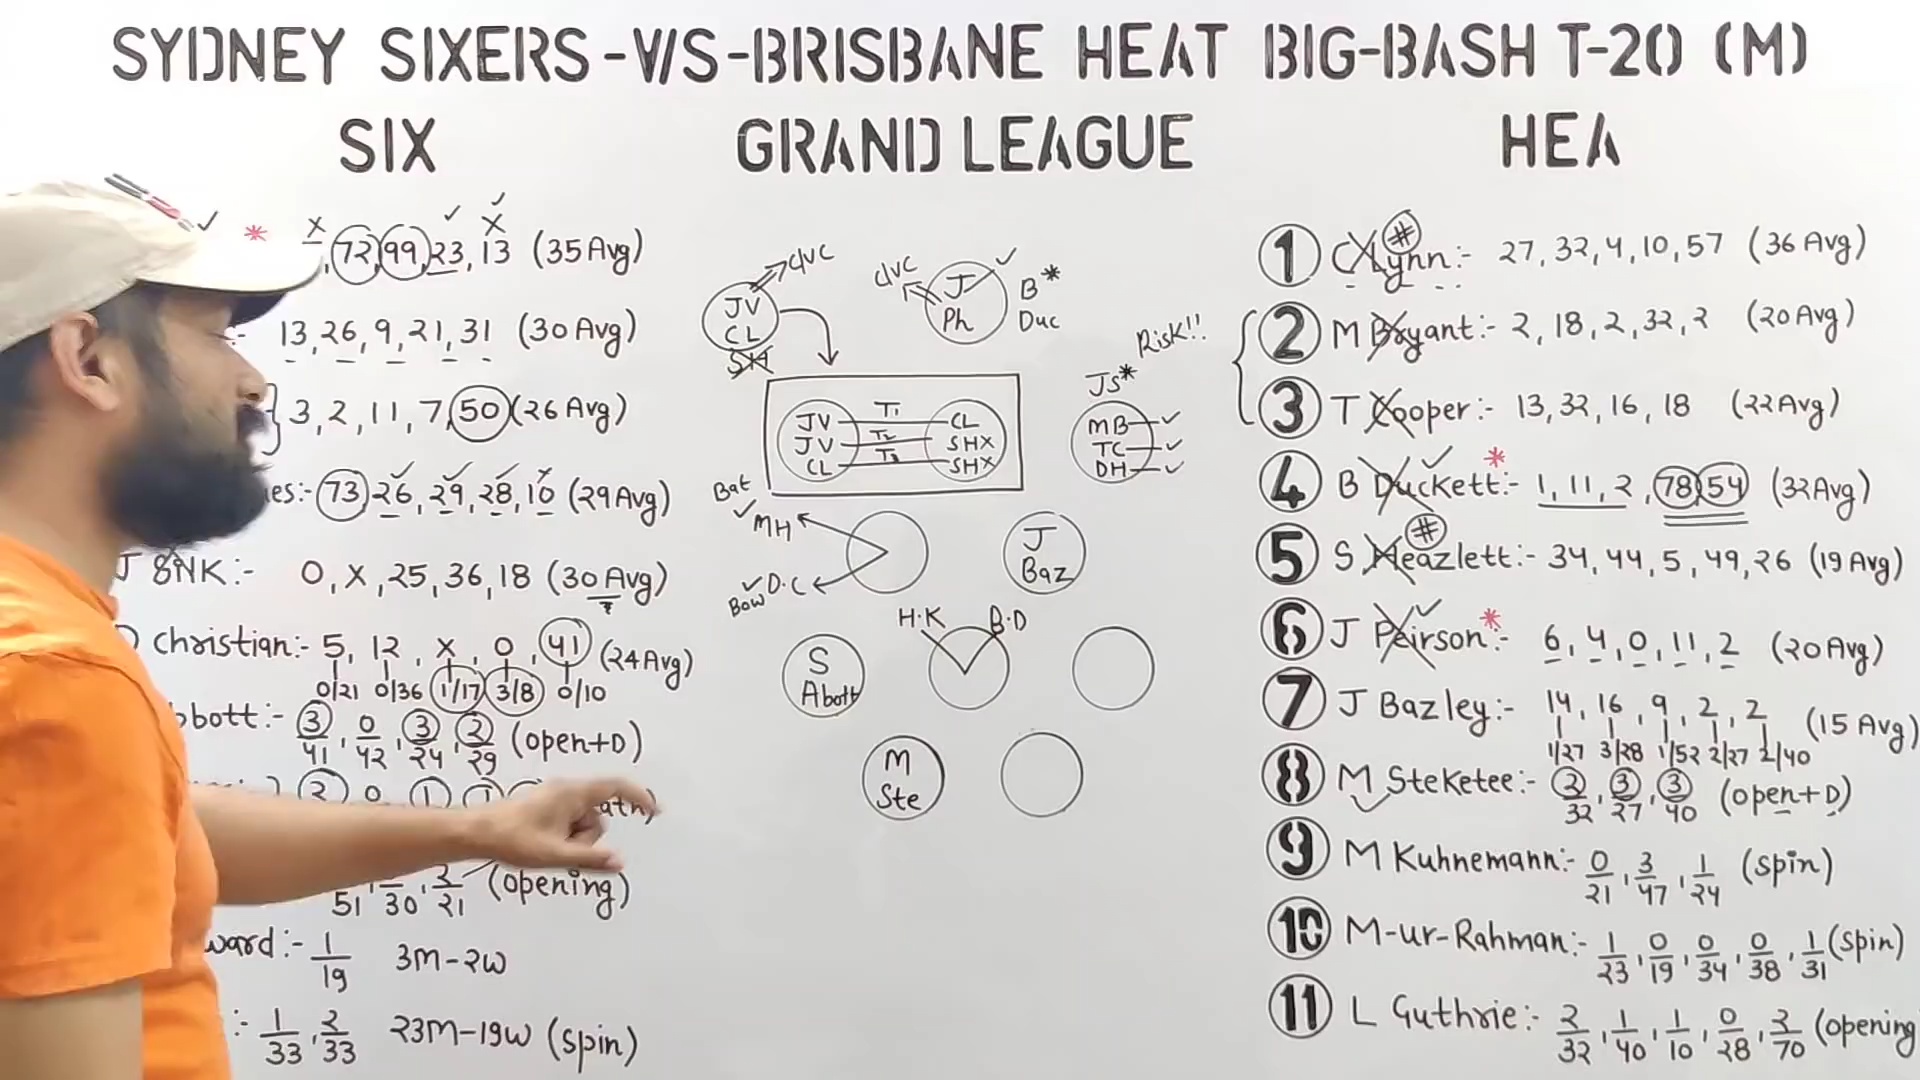 SYDNEY SIXERS -V/S- BRISBANE HEAT BIG-BASH T-20 (M)
SIX
GRAND LEAGUE
HEA
x
72, 99, 23, 13 (35 Avg)
:- 13, 26, 9, 21, 31 (30 Avg)
3, 2, 11, 7, 50 (26 Avg)
es:- 73, 26, 29, 28, 10 (29 Avg)
J SNK:- 0, X, 25, 36, 18 (30 Avg)
christian:- 5, 12, x, 0, 41 (24 Avg)
0/21 0/36 1/17 3/8 0/10
bbott:- 3/41, 0/42, 3/24, 2/29 (open+D)
51, 30, 2/21 (opening)
ward:- 1/19 3M-2W
:- 1/33, 2/33 23M-19W (spin)
JV
CL
SH
c/vc
c/vc
J
Ph
B*
Duc
Risk!!
JS*
MB
TC
DH
JV T1 CL
JV T2 SHX
CL T3 SHX
Bat
MH
Bow D.C
J
Baz
H.K B.D
S
Abott
M
Ste
1 C Lynn:- 27, 32, 4, 10, 57 (36 Avg)
#
2 M Bryant:- 2, 18, 2, 32, 2 (20 Avg)
3 T Cooper:- 13, 32, 16, 18 (22 Avg)
4 B Duckett:- 1, 11, 2, 78, 54 (32 Avg)
#
5 S Heazlett:- 34, 44, 5, 49, 26 (19 Avg)
6 J Peirson:- 6, 4, 0, 11, 2 (20 Avg)
7 J Bazley:- 14, 16, 9, 2, 2 (15 Avg)
1/27 3/28 1/52 2/27 2/40
8 M Steketee:- 2/32, 3/27, 3/40 (open+D)
9 M Kuhnemann:- 0/21, 3/47, 1/24 (spin)
10 M-ur-Rahman:- 1/23, 0/19, 0/34, 0/38, 1/31 (spin)
11 L Guthrie:- 2/32, 1/40, 1/10, 0/28, 2/70 (opening